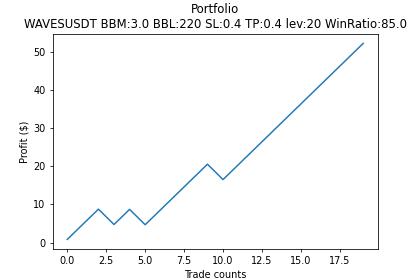 Portfolio
WAVESUSDT BBM:3.0 BBL:220 SL:0.4 TP:0.4 lev:20 WinRatio:85.0
Profit ($)
50
40
30
20
10
0
0.0 2.5 5.0 7.5 10.0 12.5 15.0 17.5
Trade counts